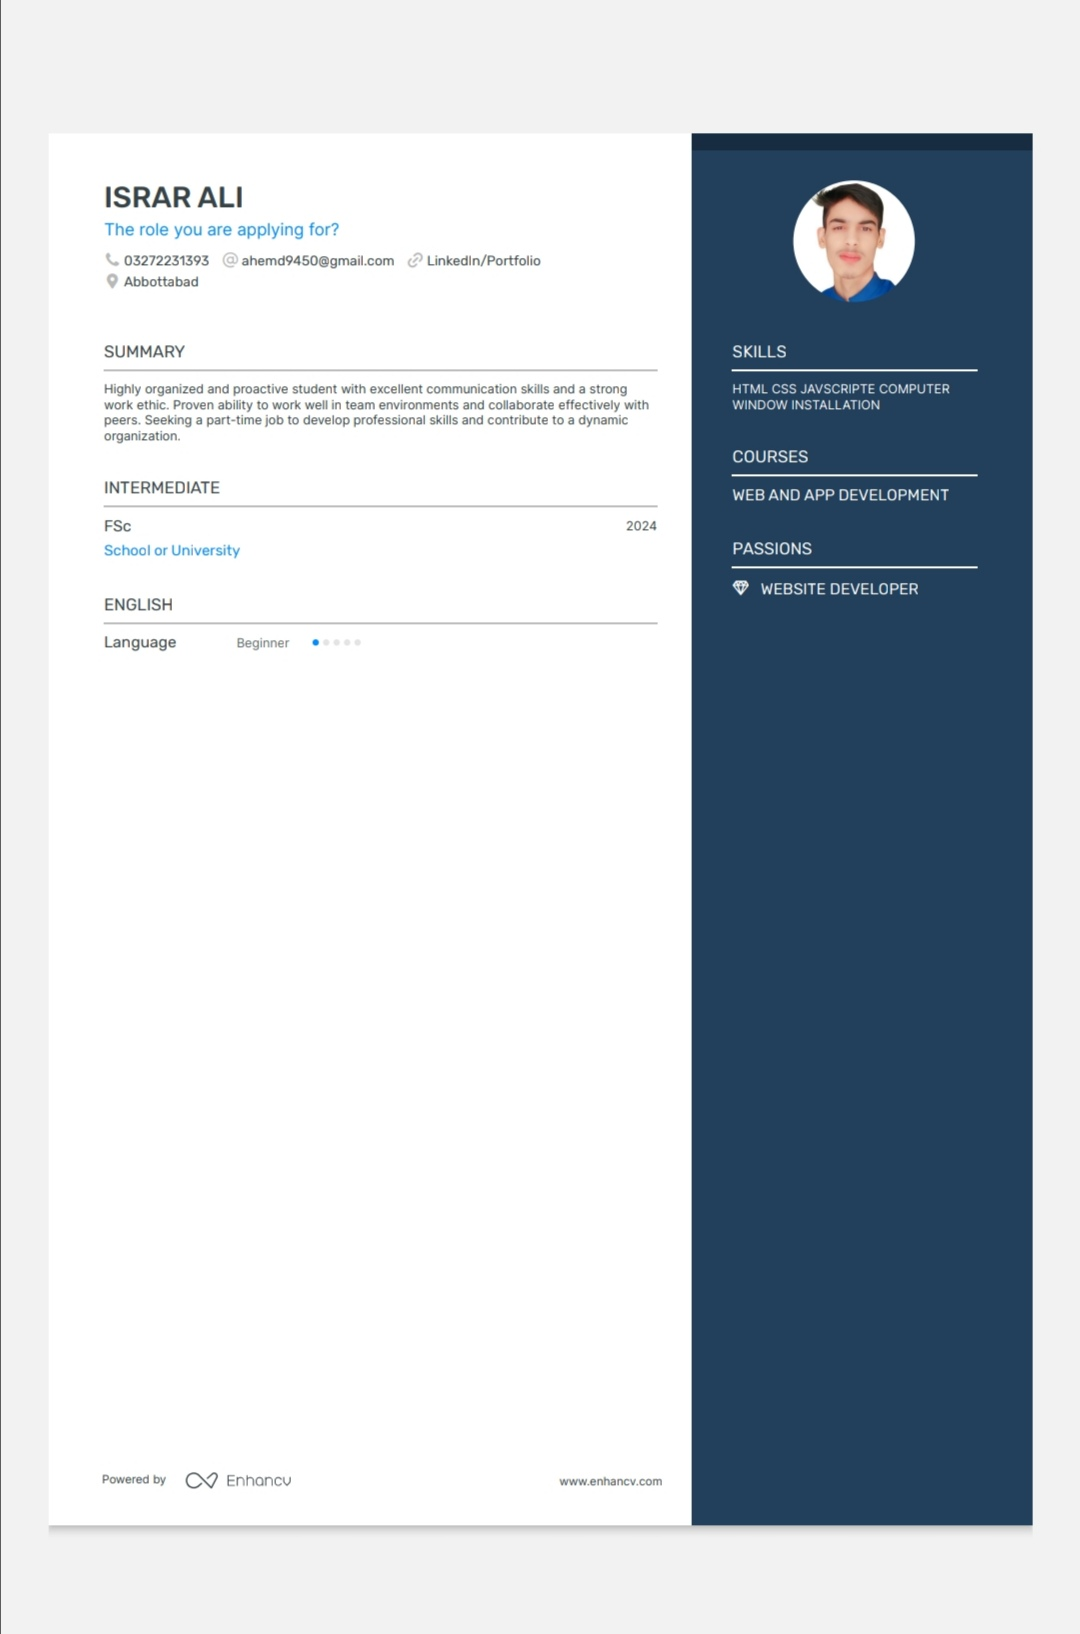 ISRAR ALI
The role you are applying for?
03272231393 @ ahemd9450@gmail.com LinkedIn/Portfolio
Abbottabad
SUMMARY
Highly organized and proactive student with excellent communication skills and a strong
work ethic. Proven ability to work well in team environments and collaborate effectively with
peers. Seeking a part-time job to develop professional skills and contribute to a dynamic
organization.
INTERMEDIATE
FSc 2024
School or University
ENGLISH
Language Beginner
SKILLS
HTML CSS JAVSCRIPTE COMPUTER
WINDOW INSTALLATION
COURSES
WEB AND APP DEVELOPMENT
PASSIONS
WEBSITE DEVELOPER
Powered by Enhancv www.enhancv.com